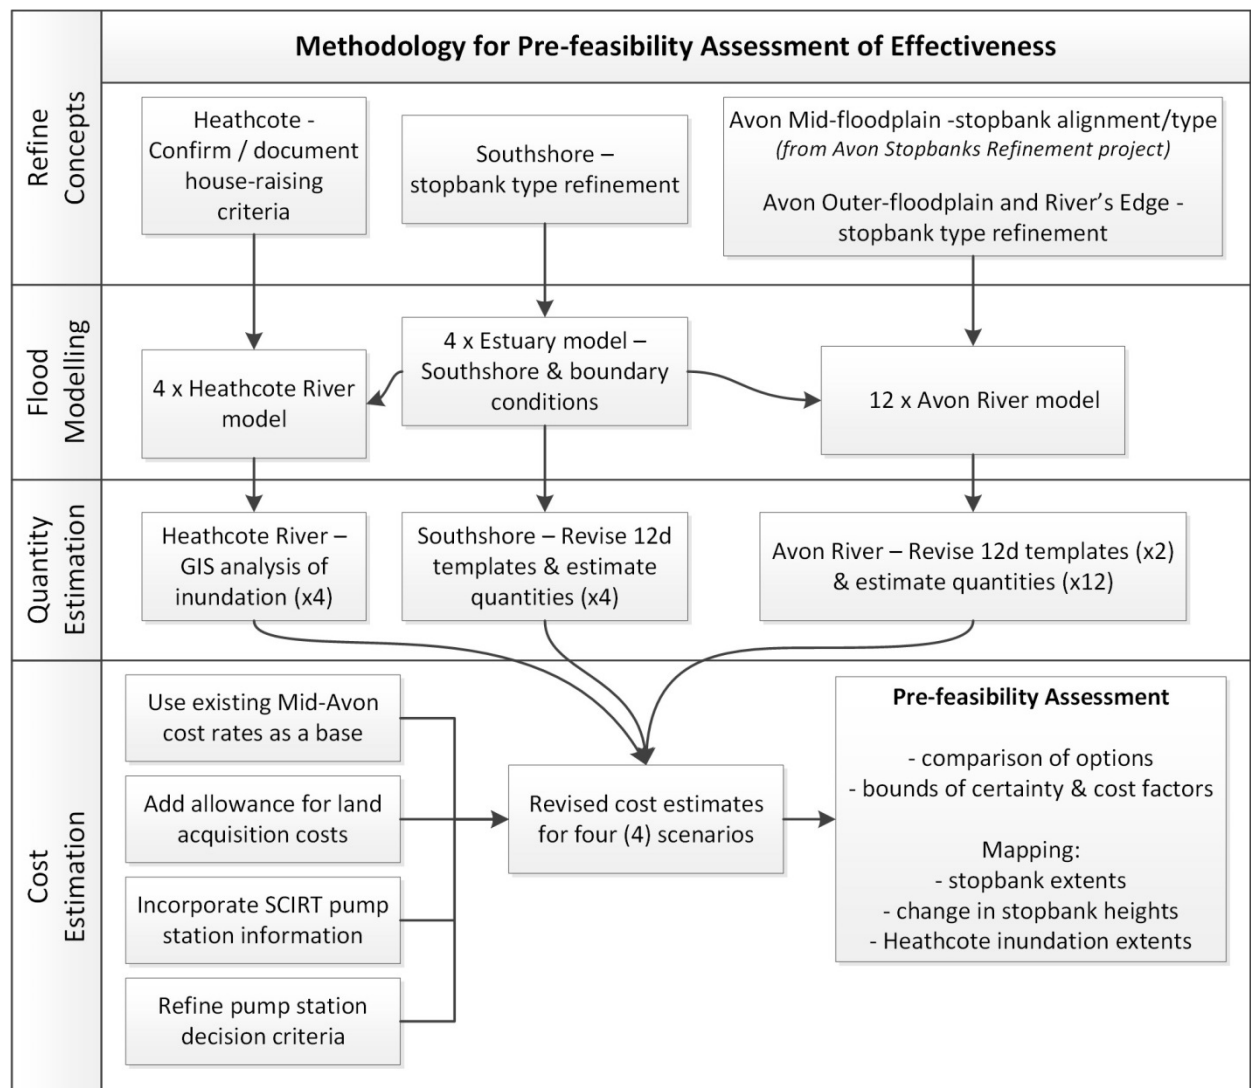 Methodology for Pre-feasibility Assessment of Effectiveness
Refine
Concepts
Heathcote -
Confirm / document
house-raising
criteria
Southshore –
stopbank type refinement
Avon Mid-floodplain -stopbank alignment/type
(from Avon Stopbanks Refinement project)
Avon Outer-floodplain and River's Edge -
stopbank type refinement
Flood
Modelling
4 x Heathcote River
model
4 x Estuary model –
Southshore & boundary
conditions
12 x Avon River model
Quantity
Estimation
Heathcote River –
GIS analysis of
inundation (x4)
Southshore – Revise 12d
templates & estimate
quantities (x4)
Avon River – Revise 12d templates (x2)
& estimate quantities (x12)
Cost
Estimation
Use existing Mid-Avon
cost rates as a base
Add allowance for land
acquisition costs
Incorporate SCIRT pump
station information
Refine pump station
decision criteria
Revised cost estimates
for four (4) scenarios
Pre-feasibility Assessment
- comparison of options
- bounds of certainty & cost factors
Mapping:
- stopbank extents
- change in stopbank heights
- Heathcote inundation extents